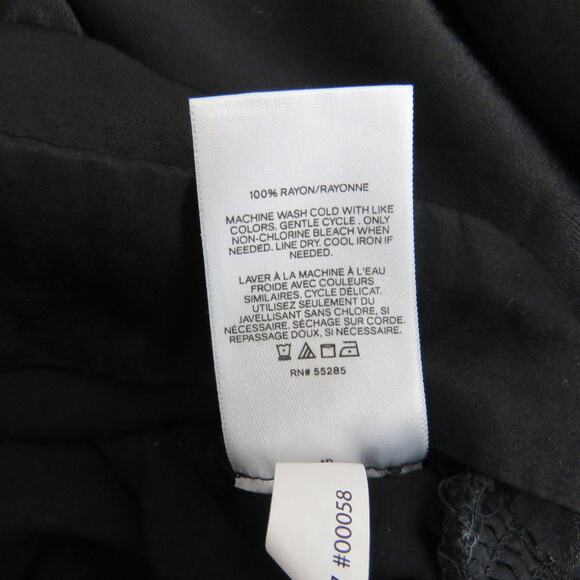 100% RAYON/RAYONNE
MACHINE WASH COLD WITH LIKE
COLORS. GENTLE CYCLE. ONLY
NON-CHLORINE BLEACH WHEN
NEEDED. LINE DRY. COOL IRON IF
NEEDED.
LAVER À LA MACHINE À L'EAU
FROIDE AVEC COULEURS
SIMILAIRES. CYCLE DÉLICAT.
UTILISEZ SEULEMENT DU
JAVELLISANT SANS CHLORE, SI
NÉCESSAIRE. SÉCHAGE SUR CORDE.
REPASSAGE DOUX, SI NÉCESSAIRE.
RN# 55285
#00058